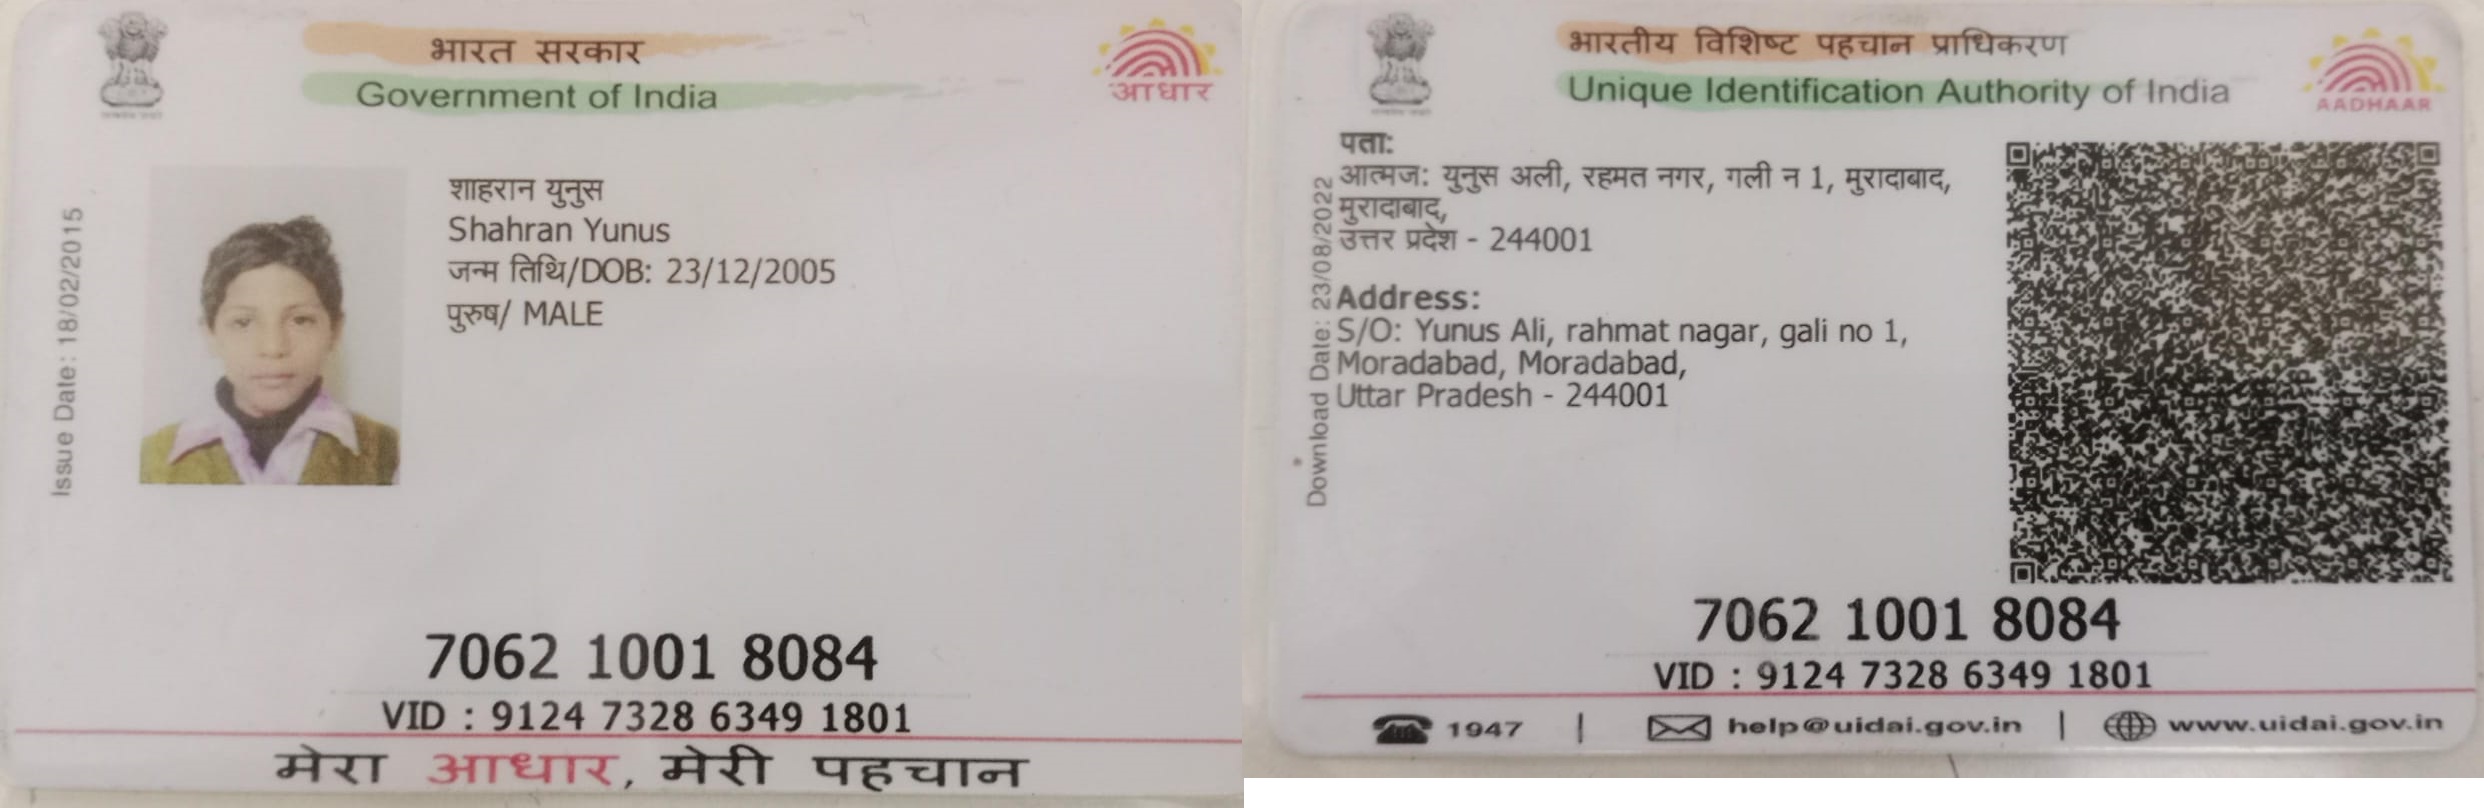 भारत सरकार
Government of India
आधार
Issue Date: 18/02/2015
शाहरान युनुस
Shahran Yunus
जन्म तिथि/DOB: 23/12/2005
पुरुष/ MALE
7062 1001 8084
VID : 9124 7328 6349 1801
मेरा आधार, मेरी पहचान
भारतीय विशिष्ट पहचान प्राधिकरण
Unique Identification Authority of India
AADHAAR
Download Date: 23/08/2022
पता:
आत्मज: युनुस अली, रहमत नगर, गली न 1, मुरादाबाद,
मुरादाबाद,
उत्तर प्रदेश - 244001
Address:
S/O: Yunus Ali, rahmat nagar, gali no 1,
Moradabad, Moradabad,
Uttar Pradesh - 244001
7062 1001 8084
VID : 9124 7328 6349 1801
1947 | help@uidai.gov.in | www.uidai.gov.in